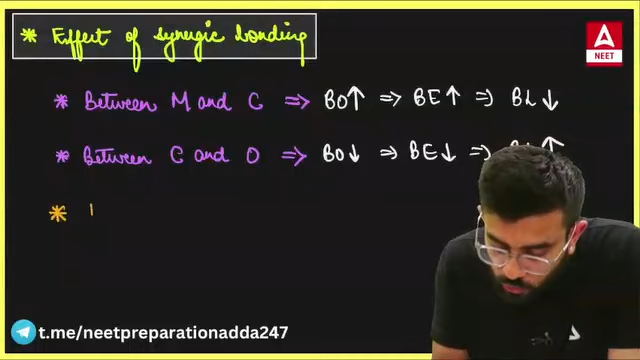 * Effect of synergic bonding
A
NEET
* Between M and C ⇒ BO↑ ⇒ BE↑ ⇒ BL↓
* Between C and O ⇒ BO↓ ⇒ BE↓ ⇒ ↑
*
t.me/neetpreparationadda247